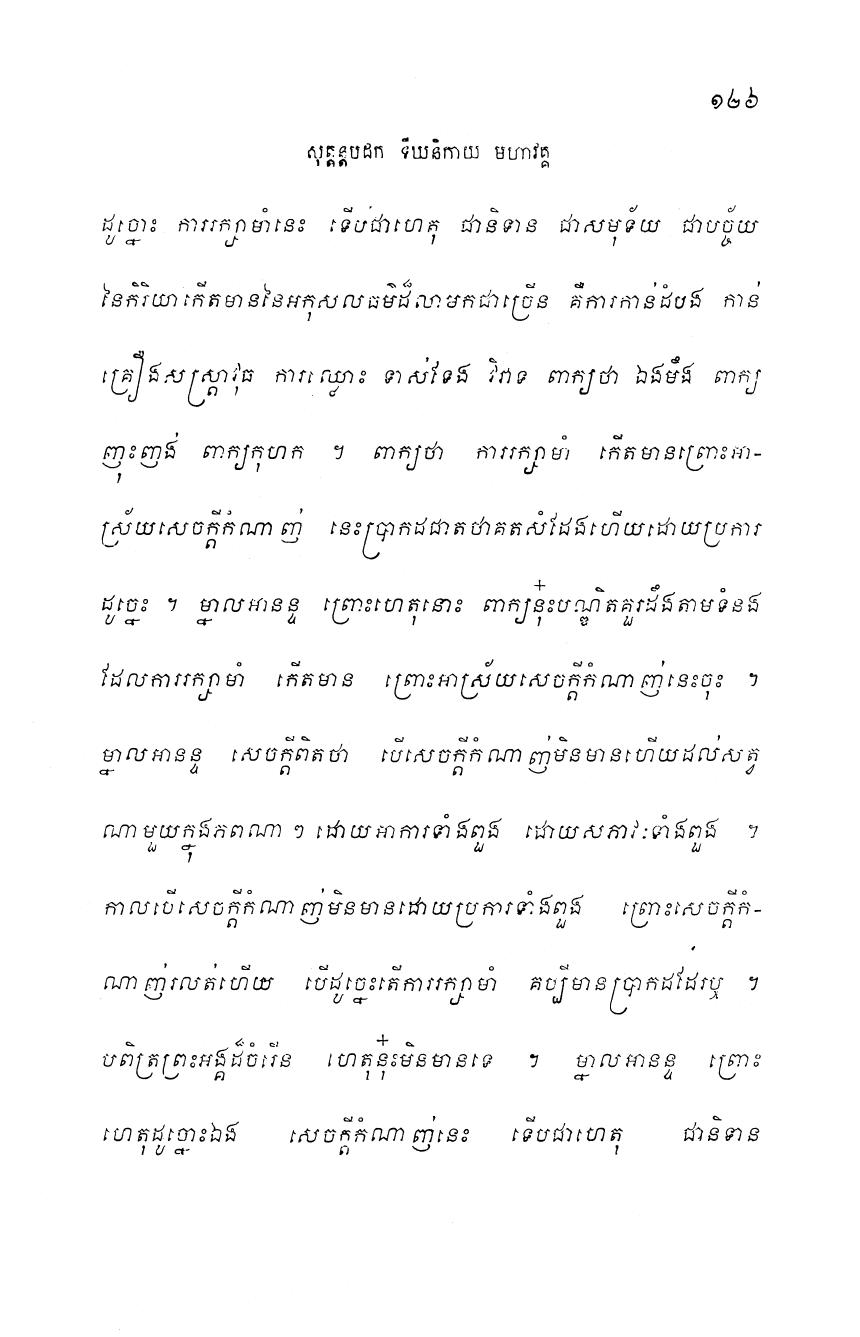 ១២៦
សុត្តន្តបិដក ទីឃនិកាយ មហាវគ្គ
ដូច្នោះ ការរក្សាមាំនេះ ទើបជាហេតុ ជានិទាន ជាសមុទ័យ ជាបច្ច័យ
នៃកិរិយាកើតមាននៃអកុសលធម៌ដ៏លាមកជាច្រើន គឺការកាន់ដំបង កាន់
គ្រឿងសស្ត្រាវុធ ការឈ្លោះ ទាស់ទែង វិវាទ ពាក្យថា ឯងម៉ឹង ពាក្យ
ញុះញង់ ពាក្យកុហក ។ ពាក្យថា ការរក្សាមាំ កើតមានព្រោះអា-
ស្រ័យសេចក្តីកំណាញ់ នេះប្រាកដជាតថាគតសំដែងហើយដោយប្រការ
ដូច្នេះ ។ ម្នាលអានន្ទ ព្រោះហេតុនោះ ពាក្យនុ៎ះបណ្ឌិតគួរដឹងតាមទំនង
ដែលការរក្សាមាំ កើតមាន ព្រោះអាស្រ័យសេចក្តីកំណាញ់នេះចុះ ។
ម្នាលអានន្ទ សេចក្តីពិតថា បើសេចក្តីកំណាញ់មិនមានហើយដល់សត្វ
ណាមួយក្នុងភពណា ៗ ដោយអាការទាំងពួង ដោយសភាវៈទាំងពួង ។
កាលបើសេចក្តីកំណាញ់មិនមានដោយប្រការទាំងពួង ព្រោះសេចក្តីកំ-
ណាញ់រលត់ហើយ បើដូច្នេះតើការរក្សាមាំ គប្បីមានប្រាកដដែរឬ ។
បពិត្រព្រះអង្គដ៏ចំរើន ហេតុនុ៎ះមិនមានទេ ។ ម្នាលអានន្ទ ព្រោះ
ហេតុដូច្នោះឯង សេចក្តីកំណាញ់នេះ ទើបជាហេតុ ជានិទាន